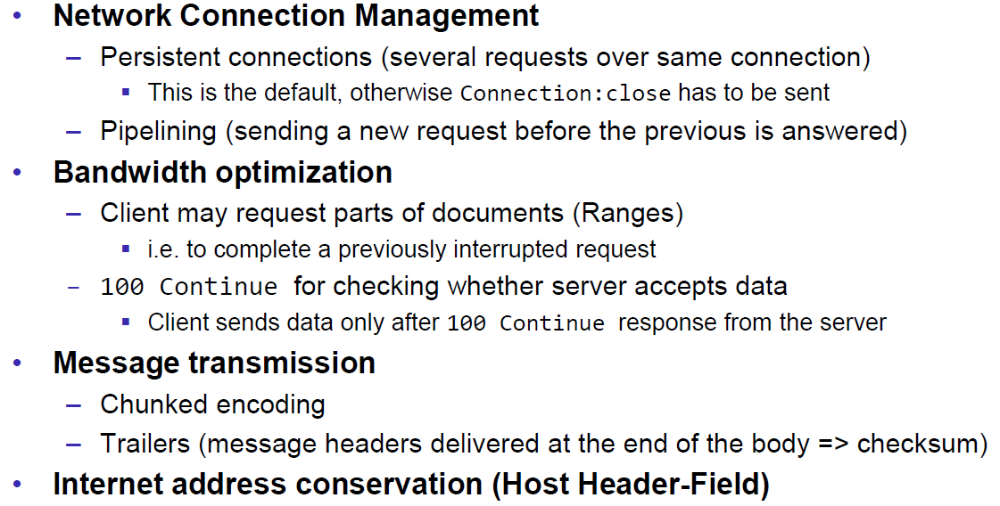 • Network Connection Management
– Persistent connections (several requests over same connection)
▪ This is the default, otherwise Connection:close has to be sent
– Pipelining (sending a new request before the previous is answered)
• Bandwidth optimization
– Client may request parts of documents (Ranges)
▪ i.e. to complete a previously interrupted request
– 100 Continue for checking whether server accepts data
▪ Client sends data only after 100 Continue response from the server
• Message transmission
– Chunked encoding
– Trailers (message headers delivered at the end of the body => checksum)
• Internet address conservation (Host Header-Field)